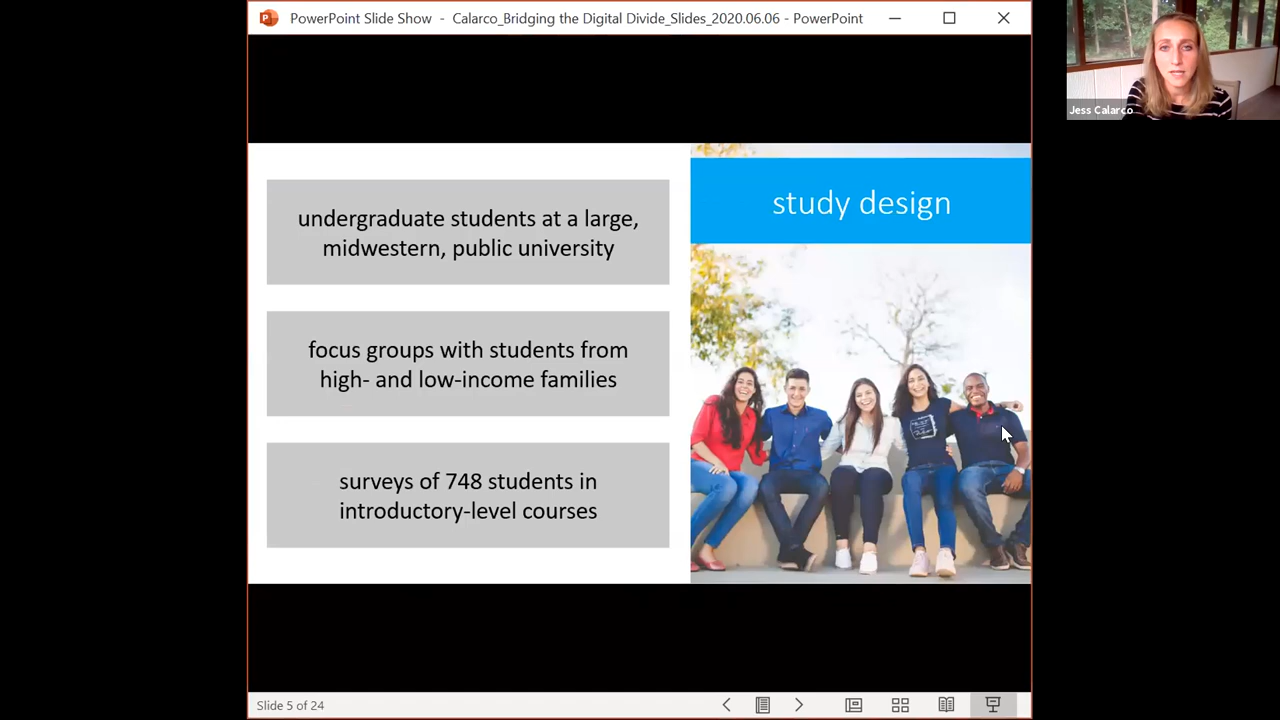 PowerPoint Slide Show - Calarco_Bridging the Digital Divide_Slides_2020.06.06 - PowerPoint
Jess Calarco
study design
undergraduate students at a large,
midwestern, public university
focus groups with students from
high- and low-income families
surveys of 748 students in
introductory-level courses
Slide 5 of 24